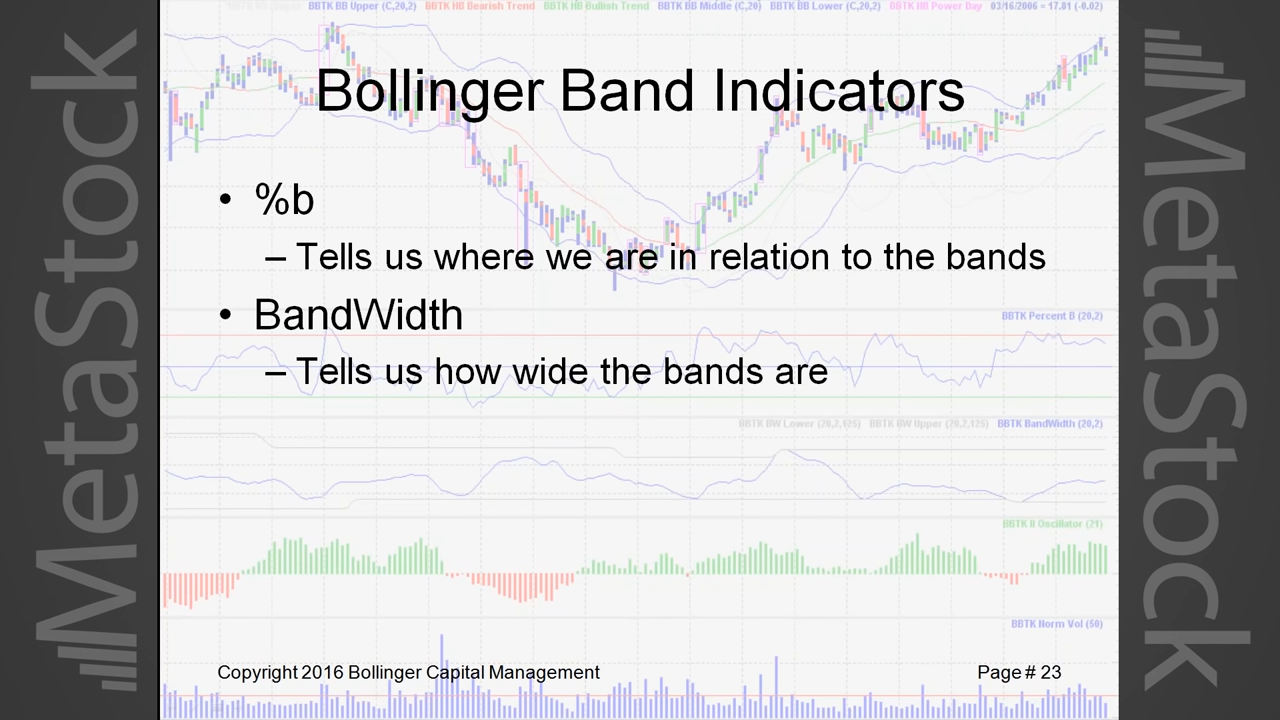 BBTK BB Upper (C,20,2) BBTK HB Bearish Trend BBTK HB Bullish Trend BBTK BB Middle (C,20) BBTK BB Lower (C,20,2) BBTK HB Power Day 03/16/2006 = 17.81 (-0.02)
Bollinger Band Indicators
• %b
– Tells us where we are in relation to the bands
• BandWidth
– Tells us how wide the bands are
BBTK Percent B (20,2)
BBTK BW Lower (20,2,125) BBTK BW Upper (20,2,125) BBTK BandWidth (20,2)
BBTK II Oscillator (21)
BBTK Norm Vol (50)
Copyright 2016 Bollinger Capital Management
Page # 23
MetaStock
MetaStock